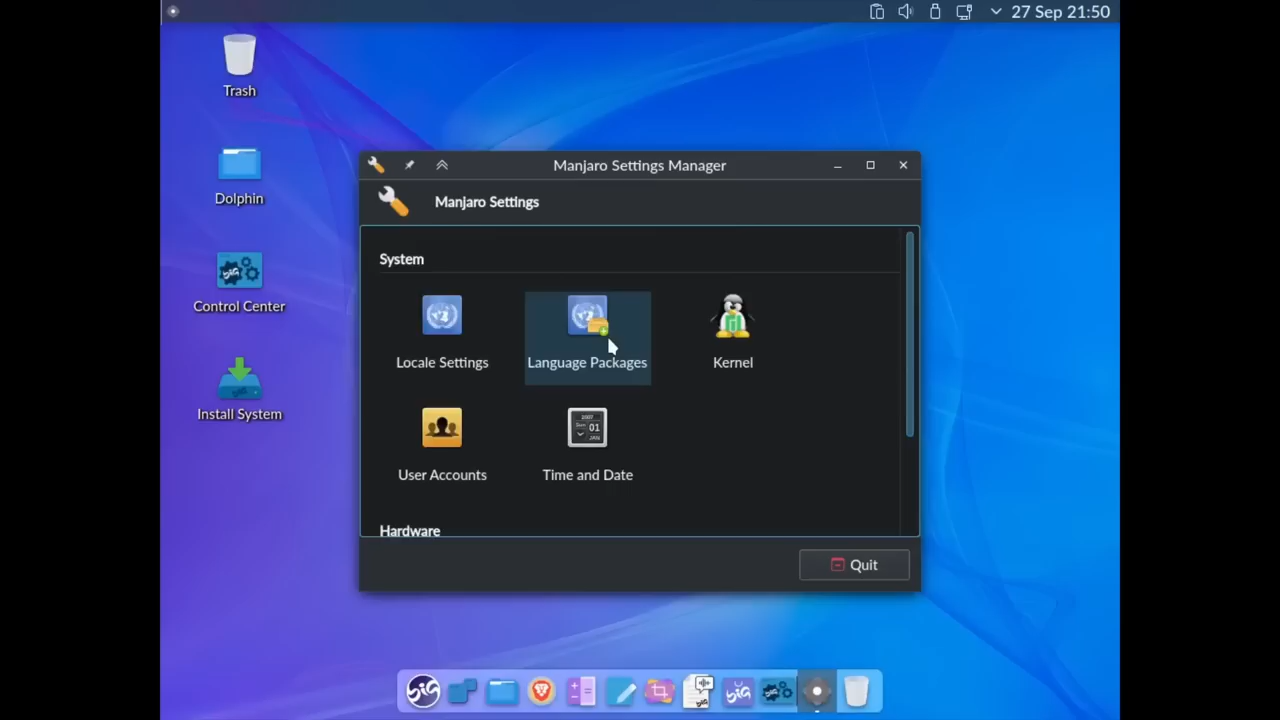 27 Sep 21:50
Trash
Dolphin
Control Center
Install System
Manjaro Settings Manager
Manjaro Settings
System
Locale Settings
Language Packages
Kernel
User Accounts
Time and Date
Hardware
Quit